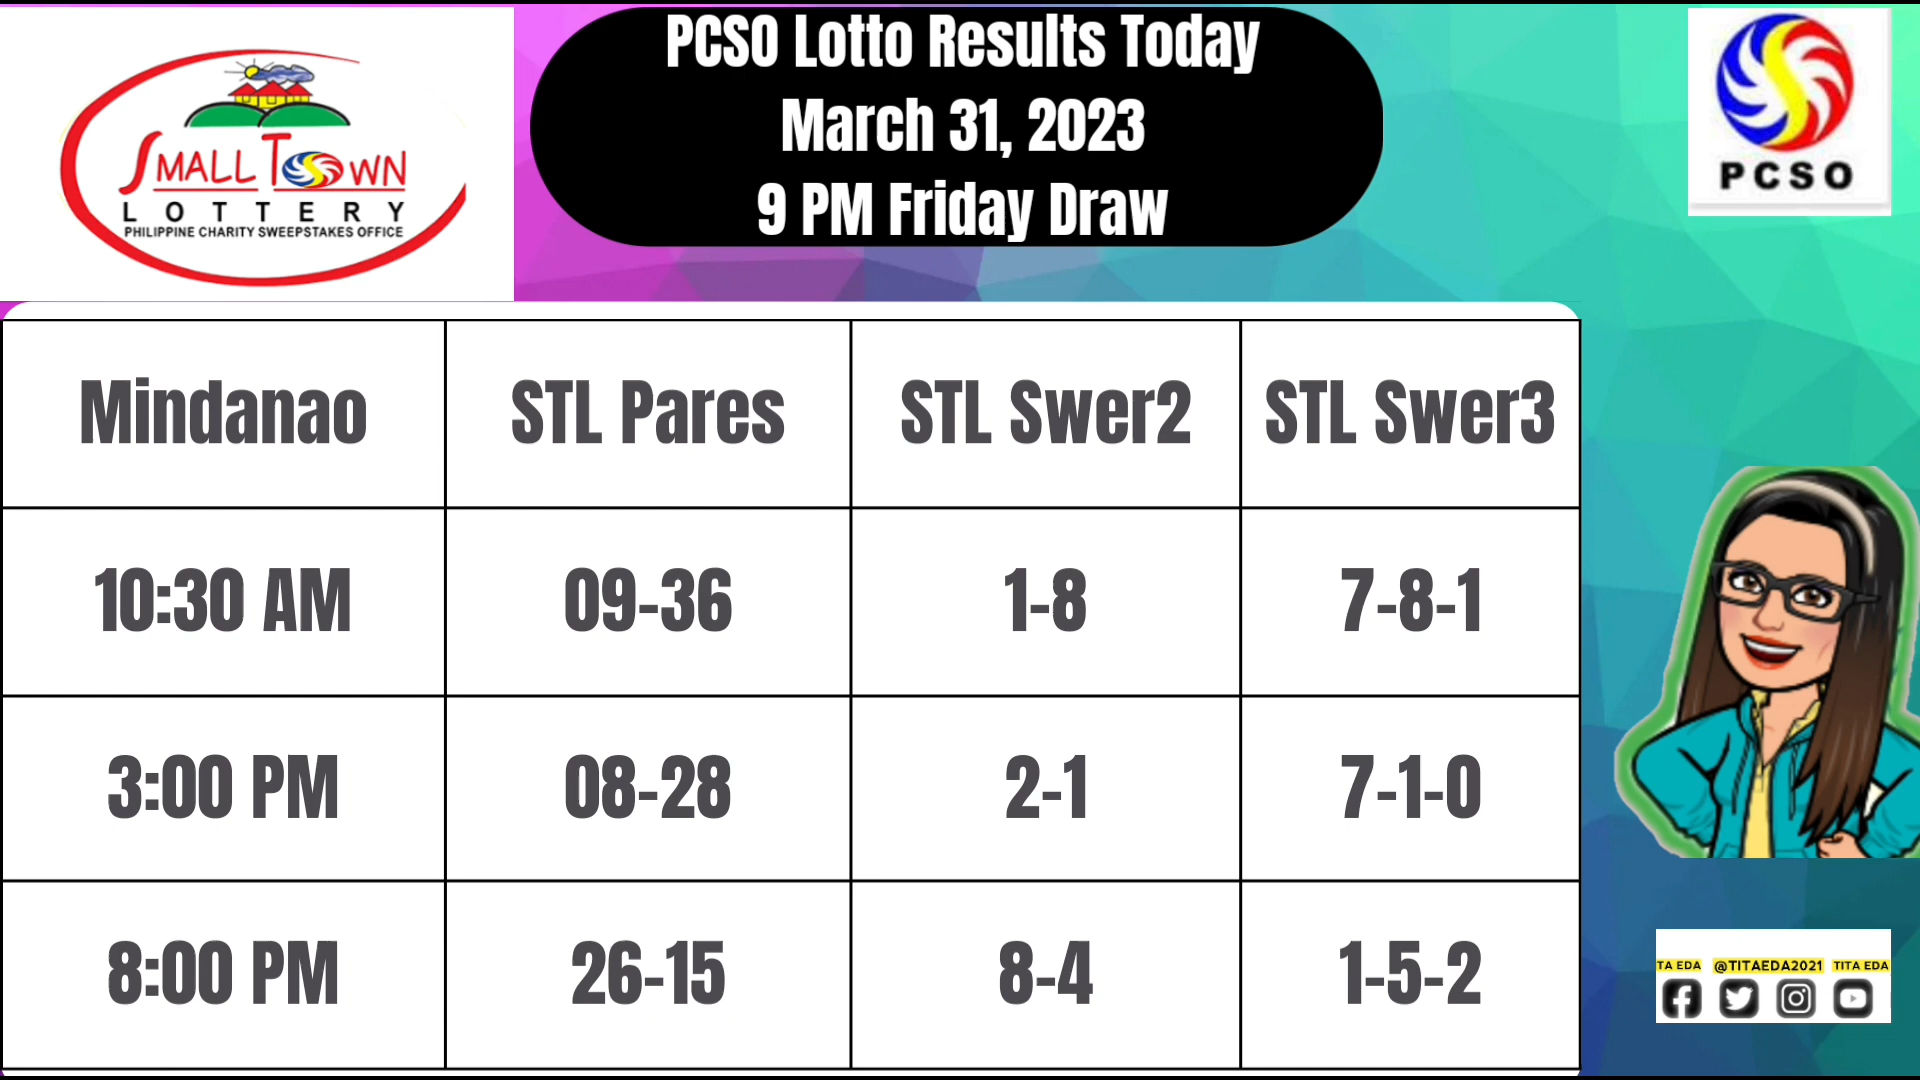 SMALL TOWN
LOTTERY
PHILIPPINE CHARITY SWEEPSTAKES OFFICE
PCSO Lotto Results Today
March 31, 2023
9 PM Friday Draw
PCSO
Mindanao STL Pares STL Swer2 STL Swer3
10:30 AM 09-36 1-8 7-8-1
3:00 PM 08-28 2-1 7-1-0
8:00 PM 26-15 8-4 1-5-2
TA EDA @TITAEDA2021 TITA EDA